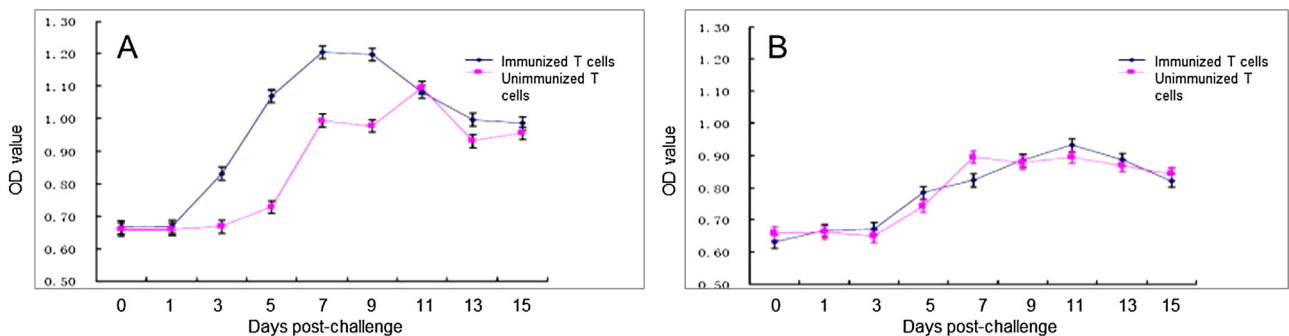 A
1. 30
1. 20
1. 10
1. 00
0. 90
0. 80
0. 70
0. 60
0. 50
OD value
Immunized T cells
Unimmunized T
cells
0 1 3 5 7 9 11 13 15
Days post-challenge
B
1. 30
1. 20
1. 10
1. 00
0. 90
0. 80
0. 70
0. 60
0. 50
OD value
Immunized T cells
Unimmunized T
cells
0 1 3 5 7 9 11 13 15
Days post-challenge